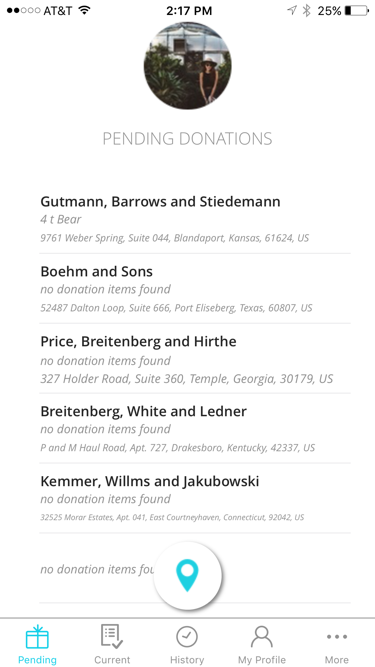 AT&T 2:17 PM 25%
PENDING DONATIONS
Gutmann, Barrows and Stiedemann
4 t Bear
9761 Weber Spring, Suite 044, Blandaport, Kansas, 61624, US
Boehm and Sons
no donation items found
52487 Dalton Loop, Suite 666, Port Eliseberg, Texas, 60807, US
Price, Breitenberg and Hirthe
no donation items found
327 Holder Road, Suite 360, Temple, Georgia, 30179, US
Breitenberg, White and Ledner
no donation items found
P and M Haul Road, Apt. 727, Drakesboro, Kentucky, 42337, US
Kemmer, Willms and Jakubowski
no donation items found
32525 Morar Estates, Apt. 041, East Courtneyhaven, Connecticut, 92042, US
no donation items
Pending Current History My Profile More